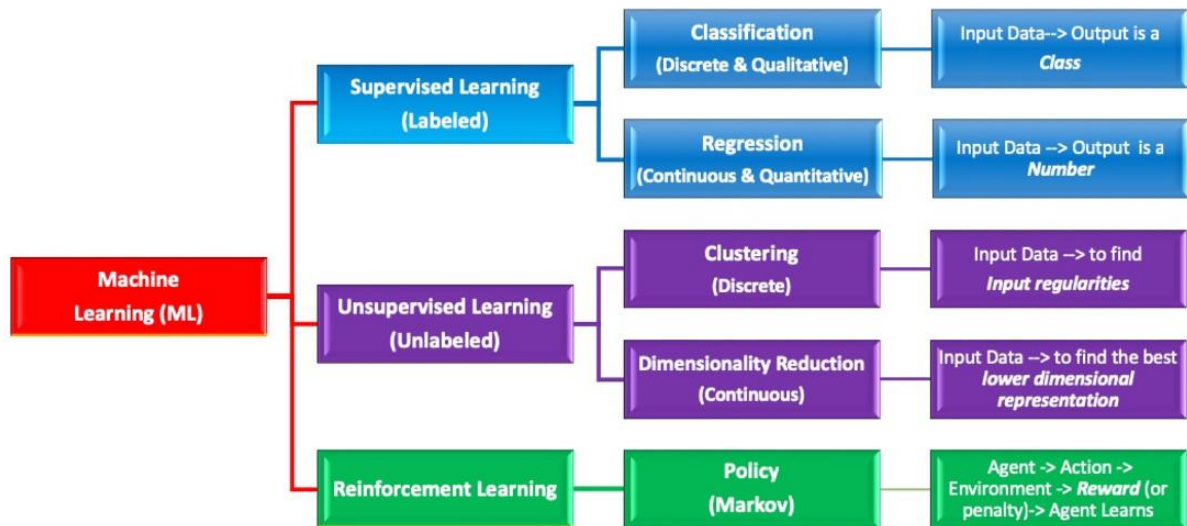 Machine
Learning (ML)
Supervised Learning
(Labeled)
Classification
(Discrete & Qualitative)
Input Data--> Output is a
Class
Regression
(Continuous & Quantitative)
Input Data --> Output is a
Number
Unsupervised Learning
(Unlabeled)
Clustering
(Discrete)
Input Data --> to find
Input regularities
Dimensionality Reduction
(Continuous)
Input Data --> to find the best
lower dimensional
representation
Reinforcement Learning
Policy
(Markov)
Agent -> Action ->
Environment -> Reward (or
penalty)-> Agent Learns